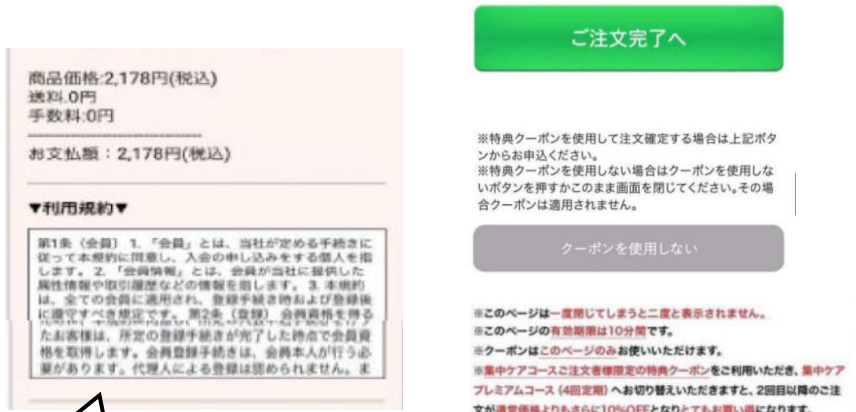 商品価格:2,178円(税込)
送料:0円
手数料:0円
お支払額：2,178円(税込)
▼利用規約▼
第1条（会員） 1. 「会員」とは、当社が定める手続きに
従って本規約に同意し、入会の申し込みをする個人を指
します。 2. 「会員情報」とは、会員が当社に提供した
属性情報や取引履歴などの情報を指します。 3. 本規約
は、全ての会員に適用され、登録手続き時および登録後
に遵守すべき規定です。 第2条（登録） 会員資格を得る
たお客様は、所定の登録手続きが完了した時点で会員資
格を取得します。会員登録手続きは、会員本人が行う必
要があります。代理人による登録は認められません。ま
ご注文完了へ
※特典クーポンを使用して注文確定する場合は上記ボタ
ンからお申込ください。
※特典クーポンを使用しない場合はクーポンを使用しな
いボタンを押すかこのまま画面を閉じてください。その場
合クーポンは適用されません。
クーポンを使用しない
※このページは一度閉じてしまうと二度と表示されません。
※このページの有効期限は10分間です。
※クーポンはこのページのみお使いいただけます。
※集中ケアコースご注文者様限定の特典クーポンをご利用いただき、集中ケア
プレミアムコース（4回定期）へお切り替えいただきますと、2回目以降のご注
文が通常価格よりもさらに10%OFFとなりとてもお買い得になります。